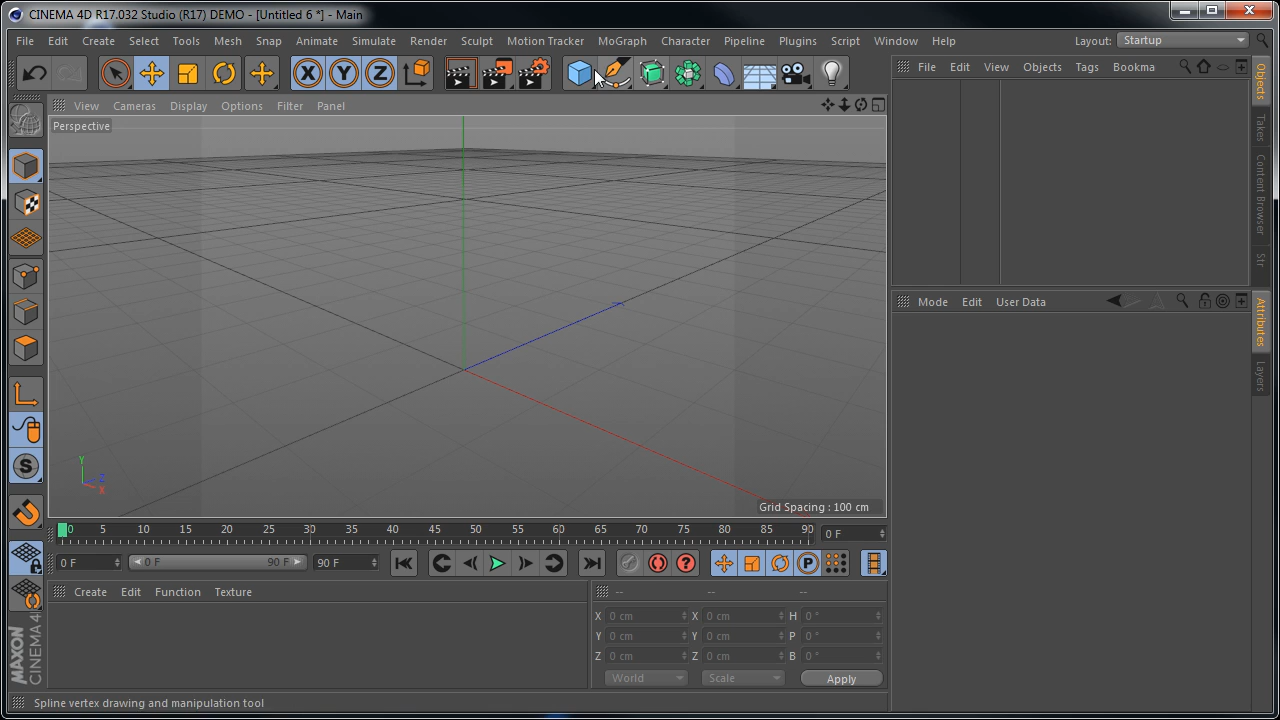 CINEMA 4D R17.032 Studio (R17) DEMO - [Untitled 6 *] - Main
File Edit Create Select Tools Mesh Snap Animate Simulate Render Sculpt Motion Tracker MoGraph Character Pipeline Plugins Script Window Help Layout: Startup
X Y Z
File Edit View Objects Tags Bookma
Objects
Takes
Content Browser
Str
View Cameras Display Options Filter Panel
Perspective
Y
Z
X
Grid Spacing : 100 cm
Mode Edit User Data
Attributes
Layers
S
0 5 10 15 20 25 30 35 40 45 50 55 60 65 70 75 80 85 90 0 F
0 F 0 F 90 F 90 F ? P
Create Edit Function Texture
-- -- --
X 0 cm X 0 cm H 0 °
Y 0 cm Y 0 cm P 0 °
Z 0 cm Z 0 cm B 0 °
World Scale Apply
MAXON
CINEMA 4D
Spline vertex drawing and manipulation tool